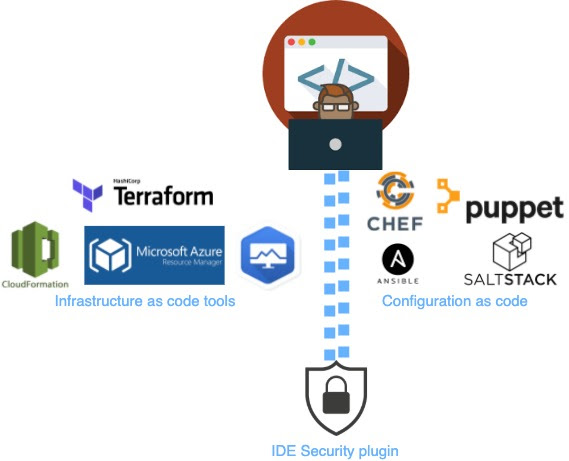 </>
HashiCorp
Terraform
CHEF
puppet
CloudFormation
Microsoft Azure
Resource Manager
ANSIBLE
SALTSTACK
Infrastructure as code tools
Configuration as code
IDE Security plugin